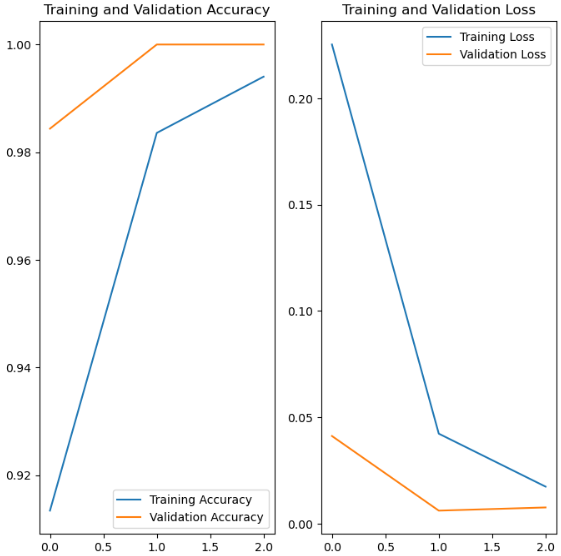 Training and Validation Accuracy
1.00
0.98
0.96
0.94
0.92
Training Accuracy
Validation Accuracy
0.0 0.5 1.0 1.5 2.0
Training and Validation Loss
Training Loss
Validation Loss
0.20
0.15
0.10
0.05
0.00
0.0 0.5 1.0 1.5 2.0